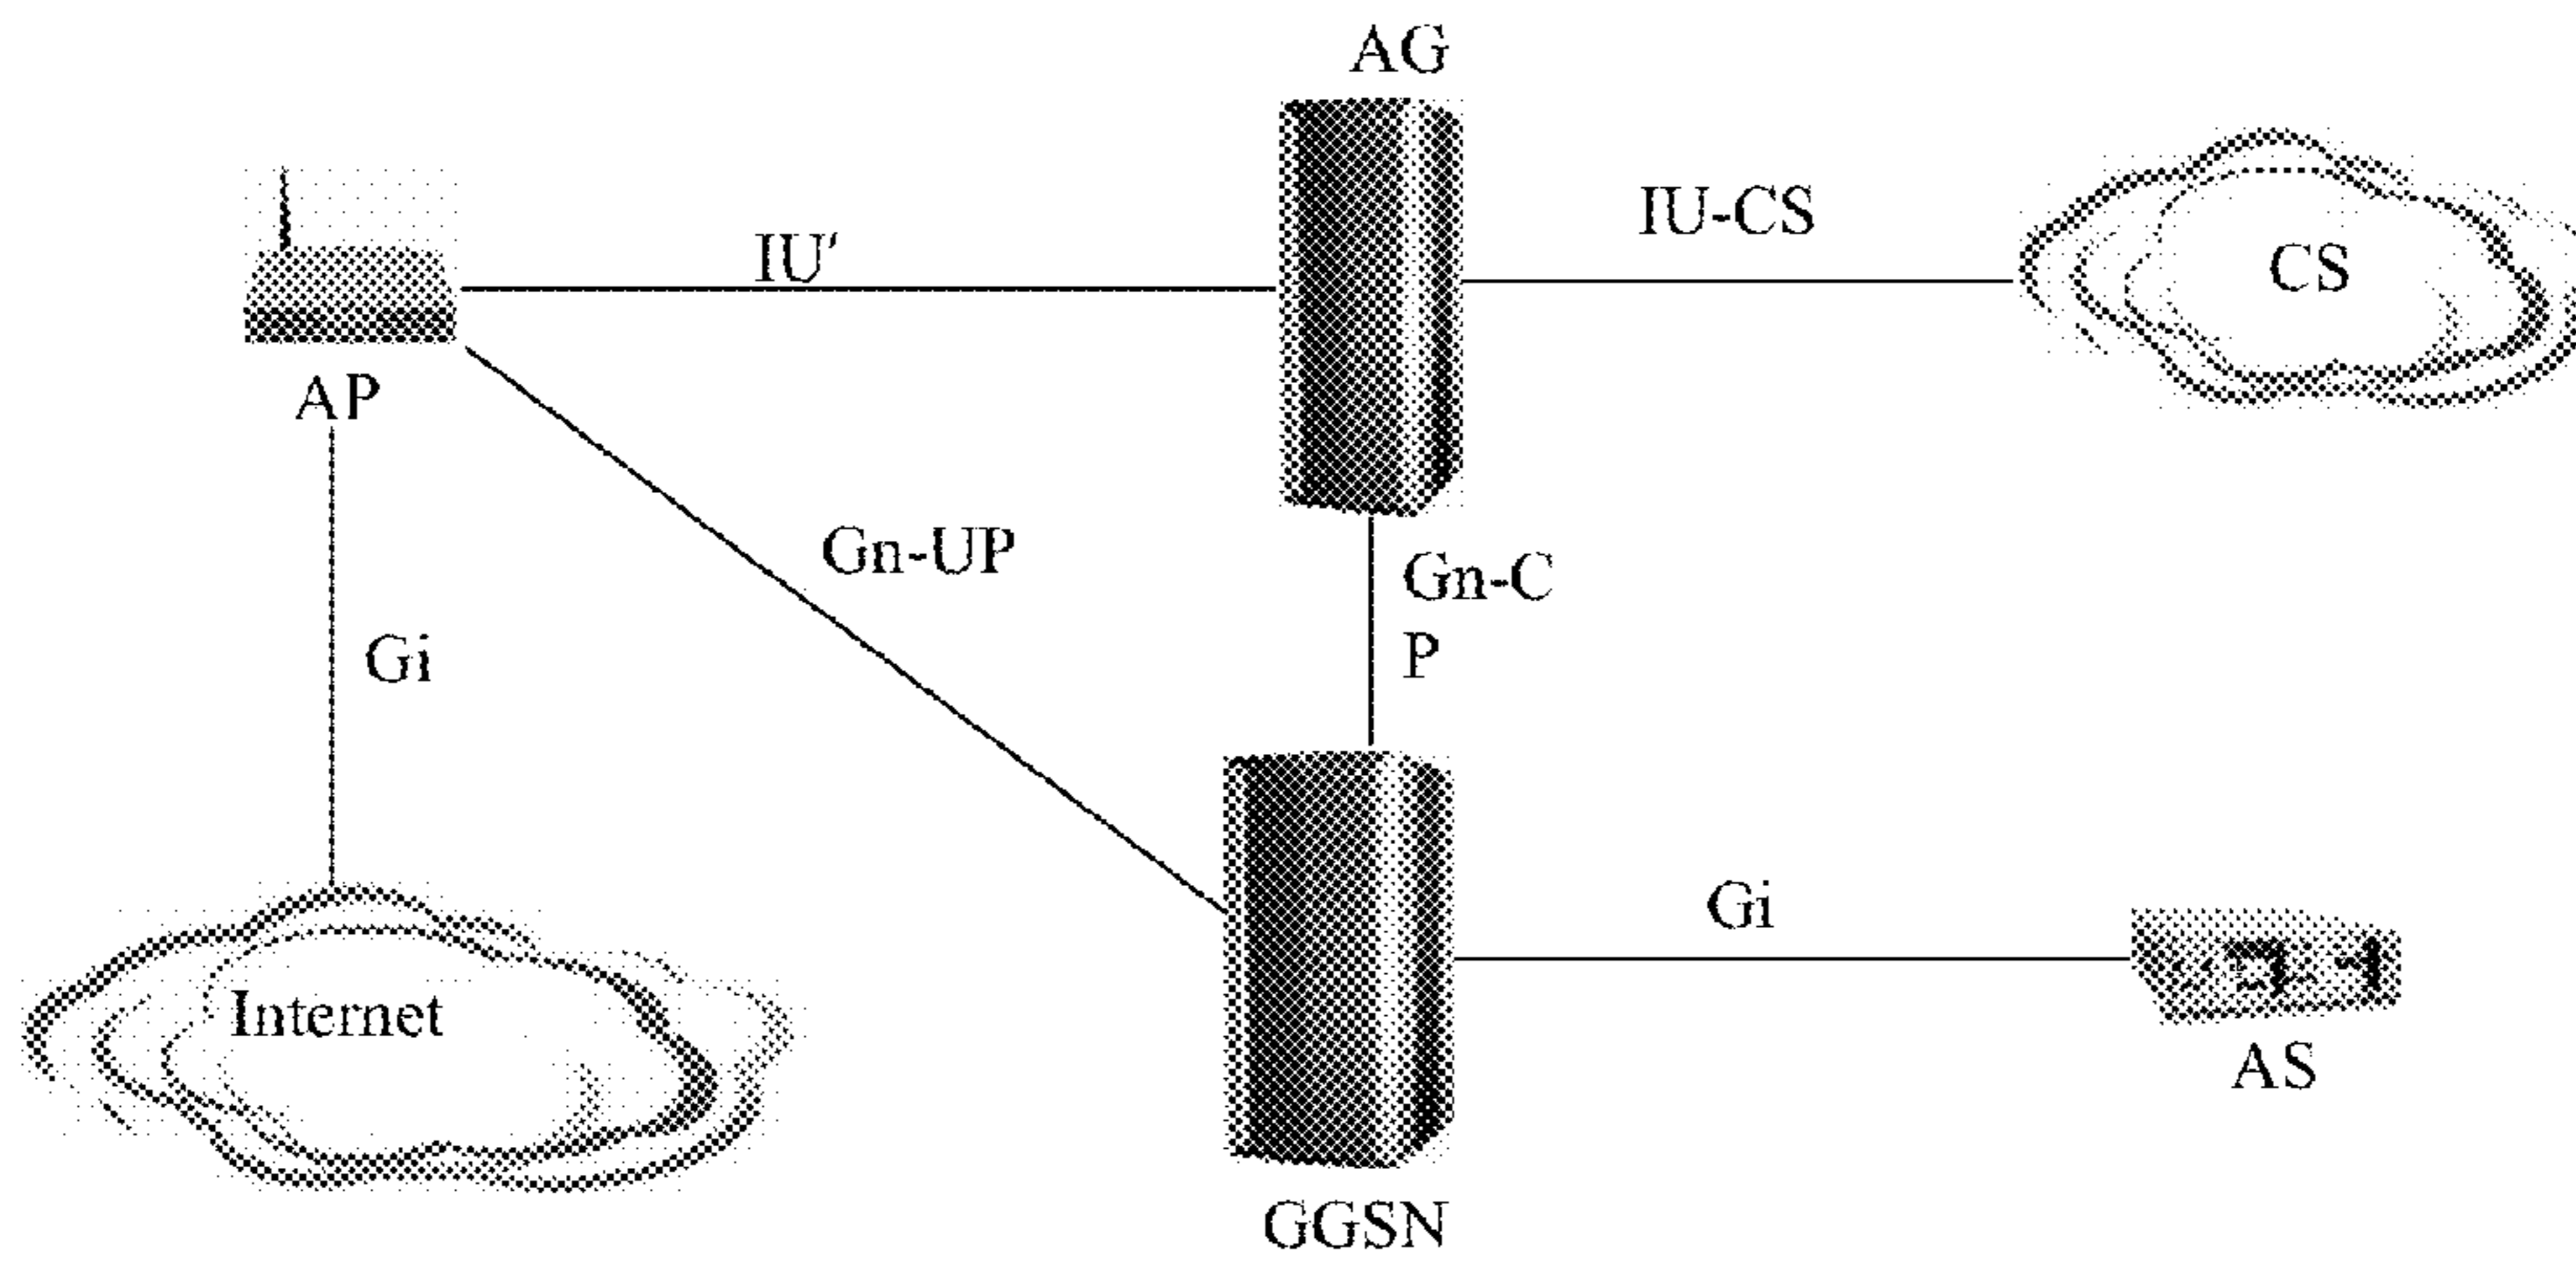 AG
IU-CS
CS
IU'
AP
Gn-UP
Gn-C
P
Gi
Gi
Internet
AS
GGSN